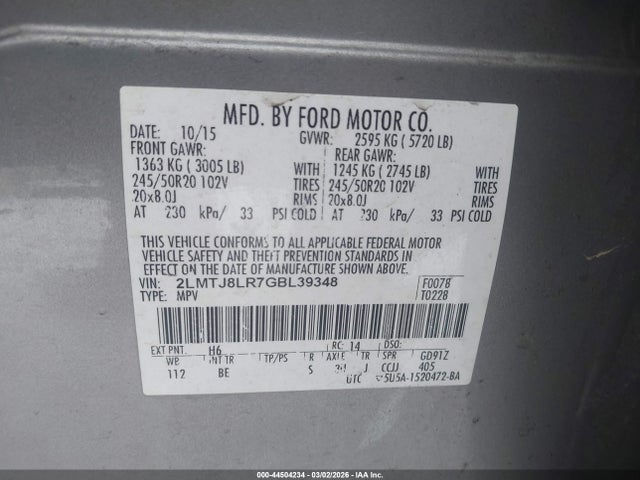 MFD. BY FORD MOTOR CO.
DATE: 10/15 GVWR: 2595 KG ( 5720 LB)
FRONT GAWR: REAR GAWR:
1363 KG ( 3005 LB) WITH 1245 KG ( 2745 LB) WITH
245/50R20 102V TIRES 245/50R20 102V TIRES
20x8.0J RIMS 20x8.0J RIMS
AT 230 kPa/ 33 PSI COLD AT 230 kPa/ 33 PSI COLD
THIS VEHICLE CONFORMS TO ALL APPLICABLE FEDERAL MOTOR
VEHICLE SAFETY AND THEFT PREVENTION STANDARDS IN
EFFECT ON THE DATE OF MANUFACTURE SHOWN ABOVE.
VIN: 2LMTJ8LR7GBL39348 F0078
TYPE: MPV T0228
EXT PNT: H6 RC: 14 DSO:
WB INT TR TP/PS R AXLE TR SPR GD91Z
112 BE S J CCJJ 405
UTC 5U5A-1520472-BA
000-44504234 - 03/02/2026 - IAA Inc.